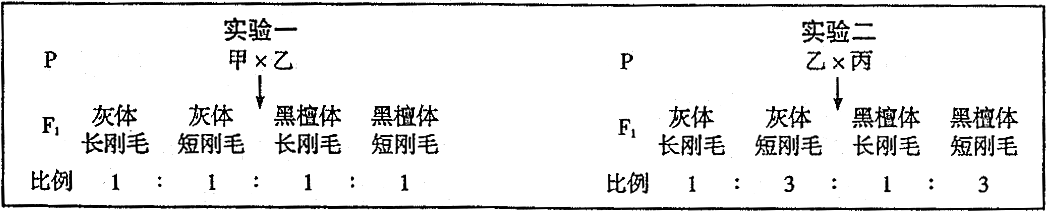 实验一
P 甲×乙
F₁ 灰体 灰体 黑檀体 黑檀体
长刚毛 短刚毛 长刚毛 短刚毛
比例 1 : 1 : 1 : 1
实验二
P 乙×丙
F₁ 灰体 灰体 黑檀体 黑檀体
长刚毛 短刚毛 长刚毛 短刚毛
比例 1 : 3 : 1 : 3